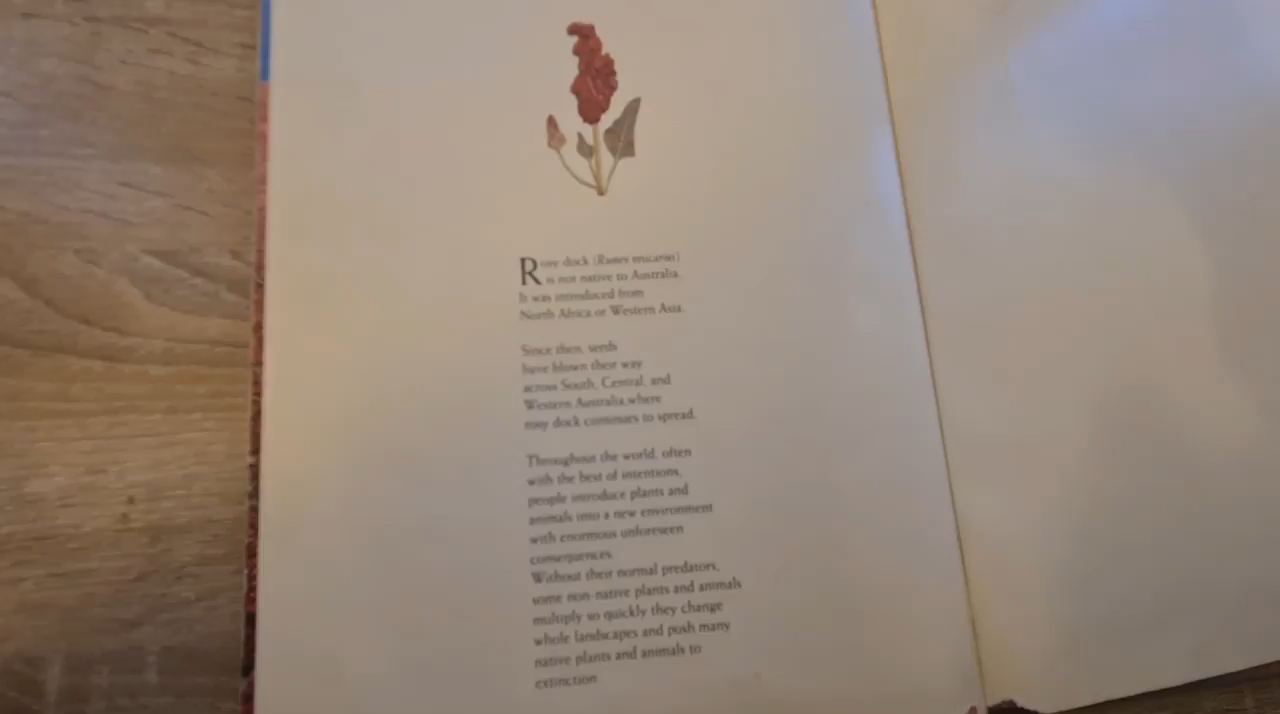 Rosy dock (Rumex vesicarius)
is not native to Australia.
It was introduced from
North Africa or Western Asia.
Since then, seeds
have blown their way
across South, Central, and
Western Australia where
rosy dock continues to spread.
Throughout the world, often
with the best of intentions,
people introduce plants and
animals into a new environment
with enormous unforeseen
consequences.
Without their normal predators,
some non-native plants and animals
multiply so quickly they change
whole landscapes and push many
native plants and animals to
extinction